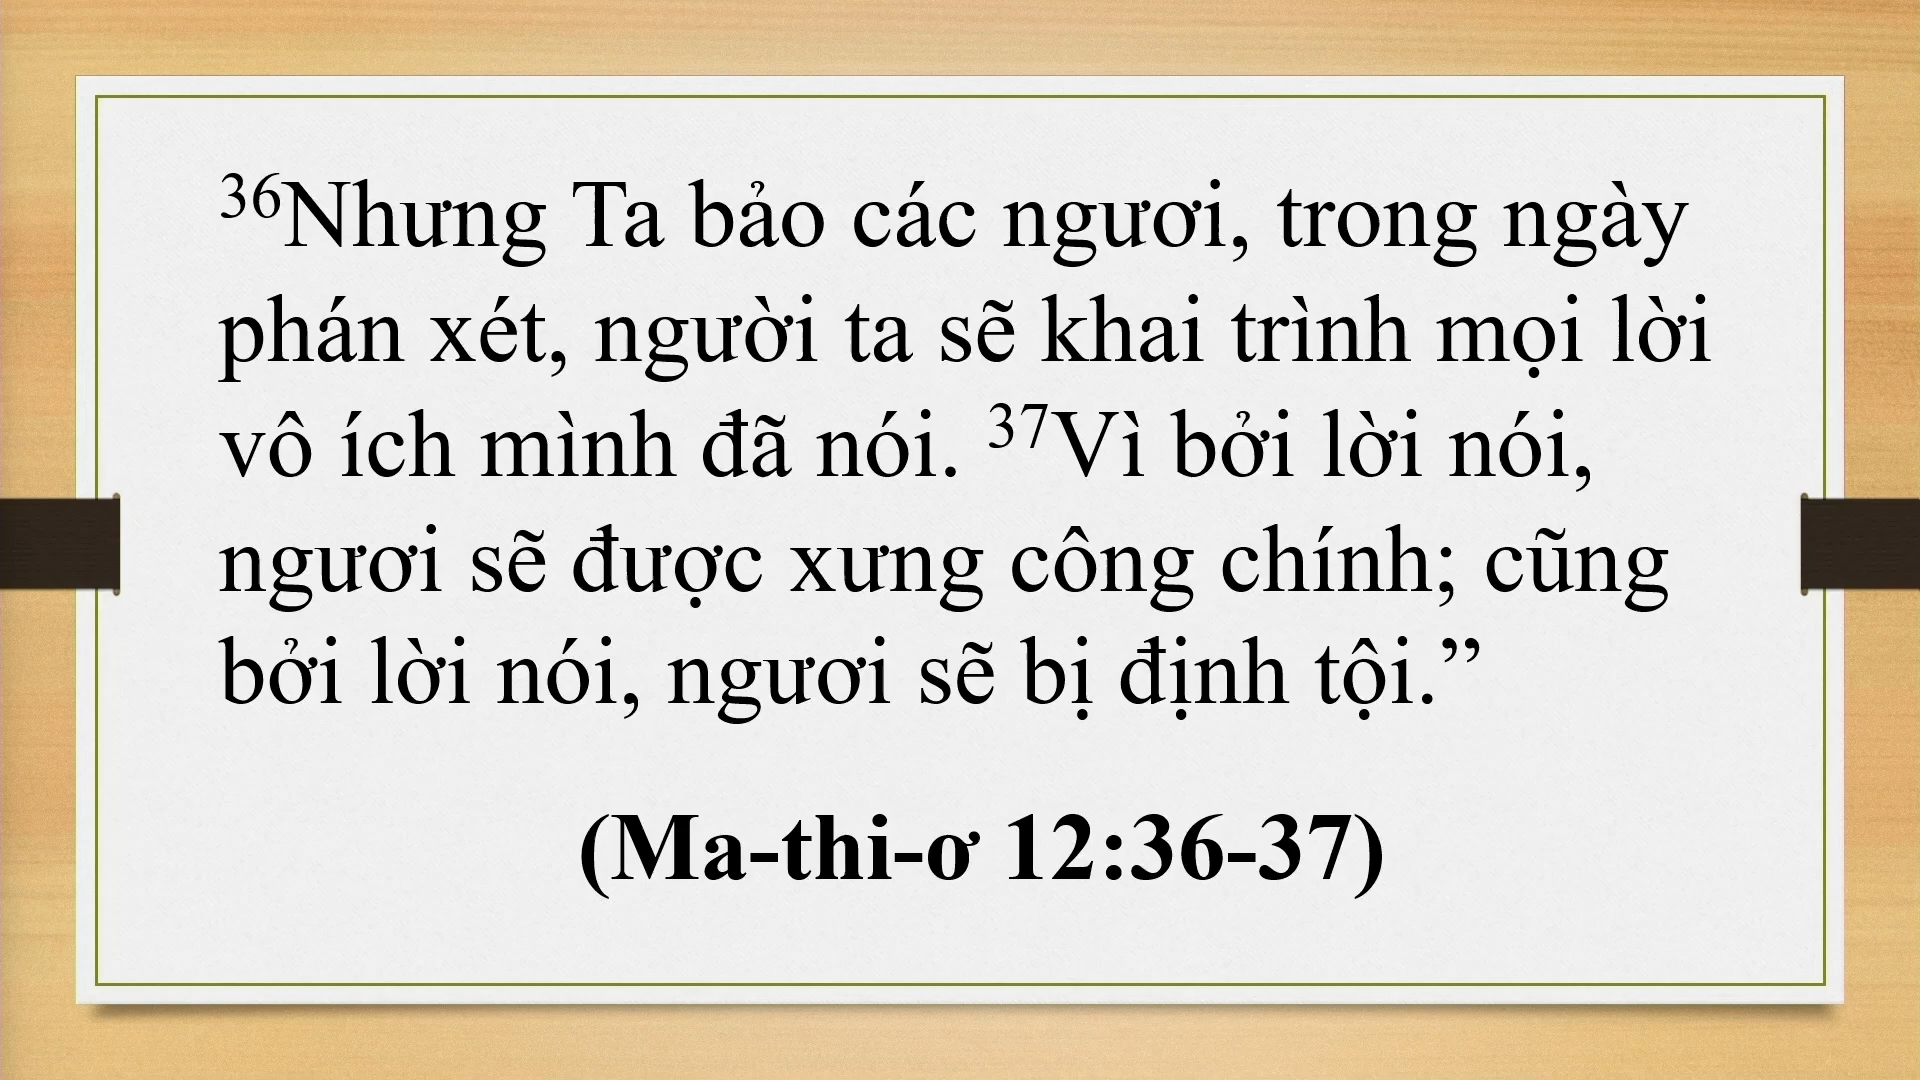 ³⁶Nhưng Ta bảo các ngươi, trong ngày
phán xét, người ta sẽ khai trình mọi lời
vô ích mình đã nói. ³⁷Vì bởi lời nói,
ngươi sẽ được xưng công chính; cũng
bởi lời nói, ngươi sẽ bị định tội.”
(Ma-thi-ơ 12:36-37)